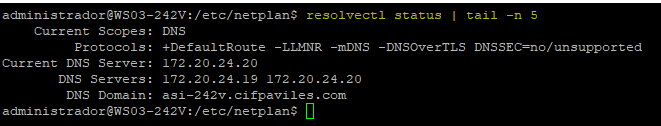 administrador@WS03-242V:/etc/netplan$ resolvectl status | tail -n 5
Current Scopes: DNS
Protocols: +DefaultRoute -LLMNR -mDNS -DNSOverTLS DNSSEC=no/unsupported
Current DNS Server: 172.20.24.20
DNS Servers: 172.20.24.19 172.20.24.20
DNS Domain: asi-242v.cifpaviles.com
administrador@WS03-242V:/etc/netplan$